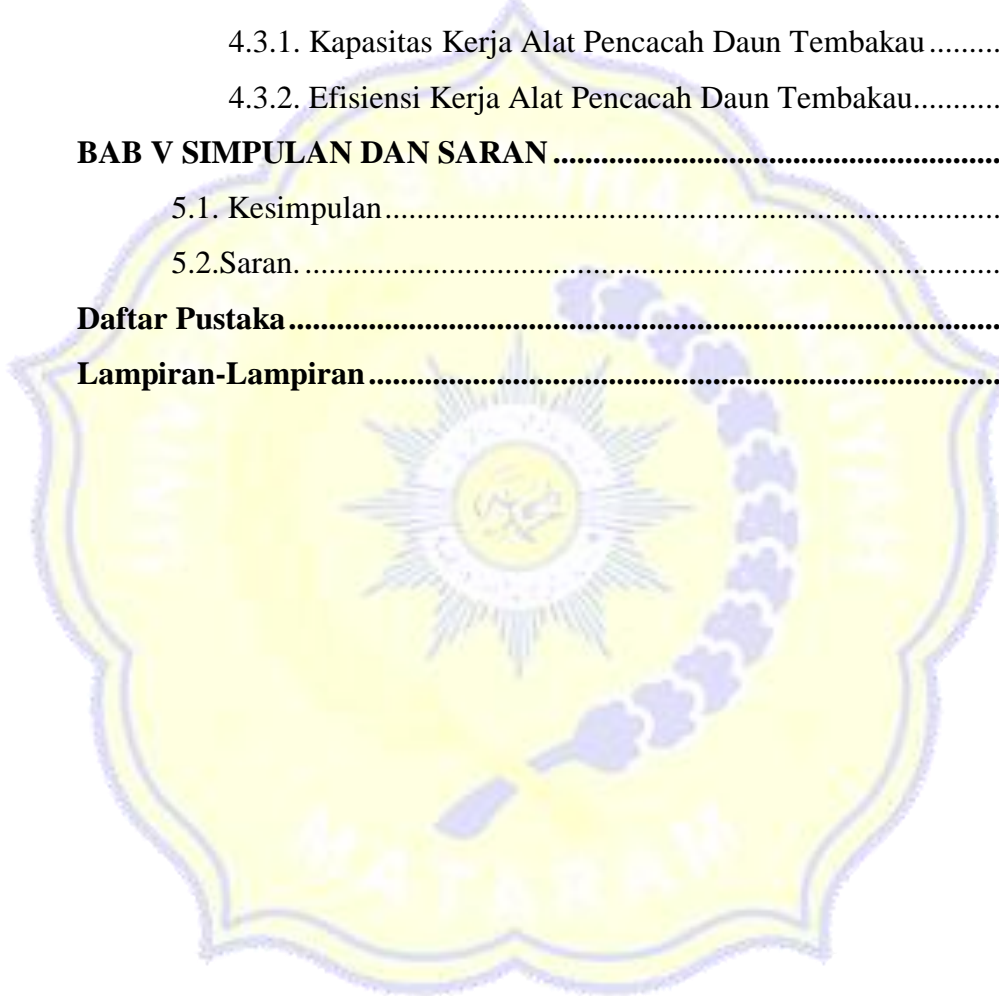 4.3.1. Kapasitas Kerja Alat Pencacah Daun Tembakau .........
4.3.2. Efisiensi Kerja Alat Pencacah Daun Tembakau............
BAB V SIMPULAN DAN SARAN ...........................................................
5.1. Kesimpulan................................................................................
5.2.Saran. ..........................................................................................
Daftar Pustaka...............................................................................................
Lampiran-Lampiran.....................................................................................
MATARAM